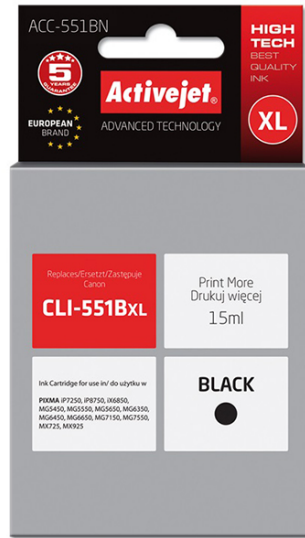 ACC-551BN
5
YEARS
GUARANTEE
EUROPEAN
BRAND
Activejet®
ADVANCED TECHNOLOGY
HIGH
TECH
BEST
QUALITY
INK
XL
Replaces/Ersetzt/Zastępuje
Canon
CLI-551BXL
Print More
Drukuj więcej
15ml
Ink Cartridge for use in/ do użytku w
PIXMA iP7250, iP8750, iX6850,
MG5450, MG5550, MG5650, MG6350,
MG6450, MG6650, MG7150, MG7550,
MX725, MX925
BLACK